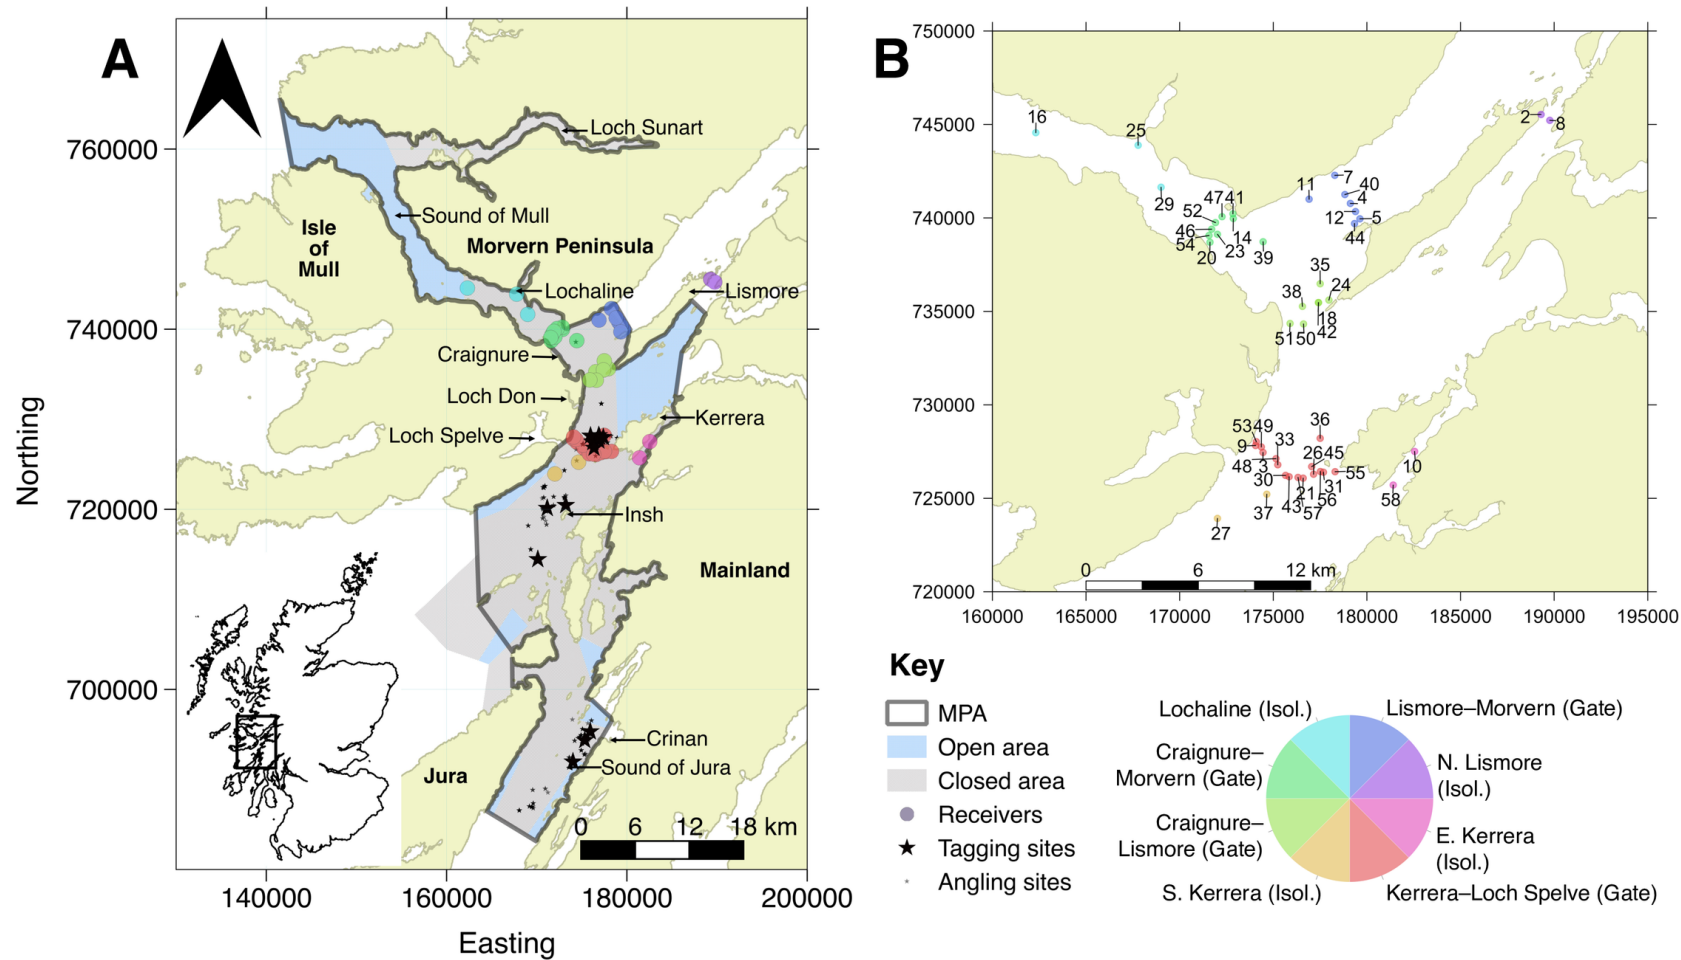 A
Northing
760000
740000
720000
700000
140000
160000
180000
200000
Easting
Loch Sunart
Sound of Mull
Isle
of
Mull
Morvern Peninsula
Lochaline
Lismore
Craignure
Loch Don
Kerrera
Loch Spelve
Insh
Mainland
Crinan
Sound of Jura
Jura
0 6 12 18 km
B
750000
745000
740000
735000
730000
725000
720000
160000
165000
170000
175000
180000
185000
190000
195000
16
25
2
8
29
7
11
40
4
12
5
44
47
41
52
46
54
20
23
14
39
35
38
24
18
51
50
42
53
49
36
9
33
26
45
48
3
55
30
31
21
43
56
57
37
27
10
58
0 6 12 km
Key
MPA
Open area
Closed area
Receivers
Tagging sites
Angling sites
Lochaline (Isol.)
Lismore–Morvern (Gate)
Craignure–
Morvern (Gate)
N. Lismore
(Isol.)
Craignure–
Lismore (Gate)
E. Kerrera
(Isol.)
S. Kerrera (Isol.)
Kerrera–Loch Spelve (Gate)